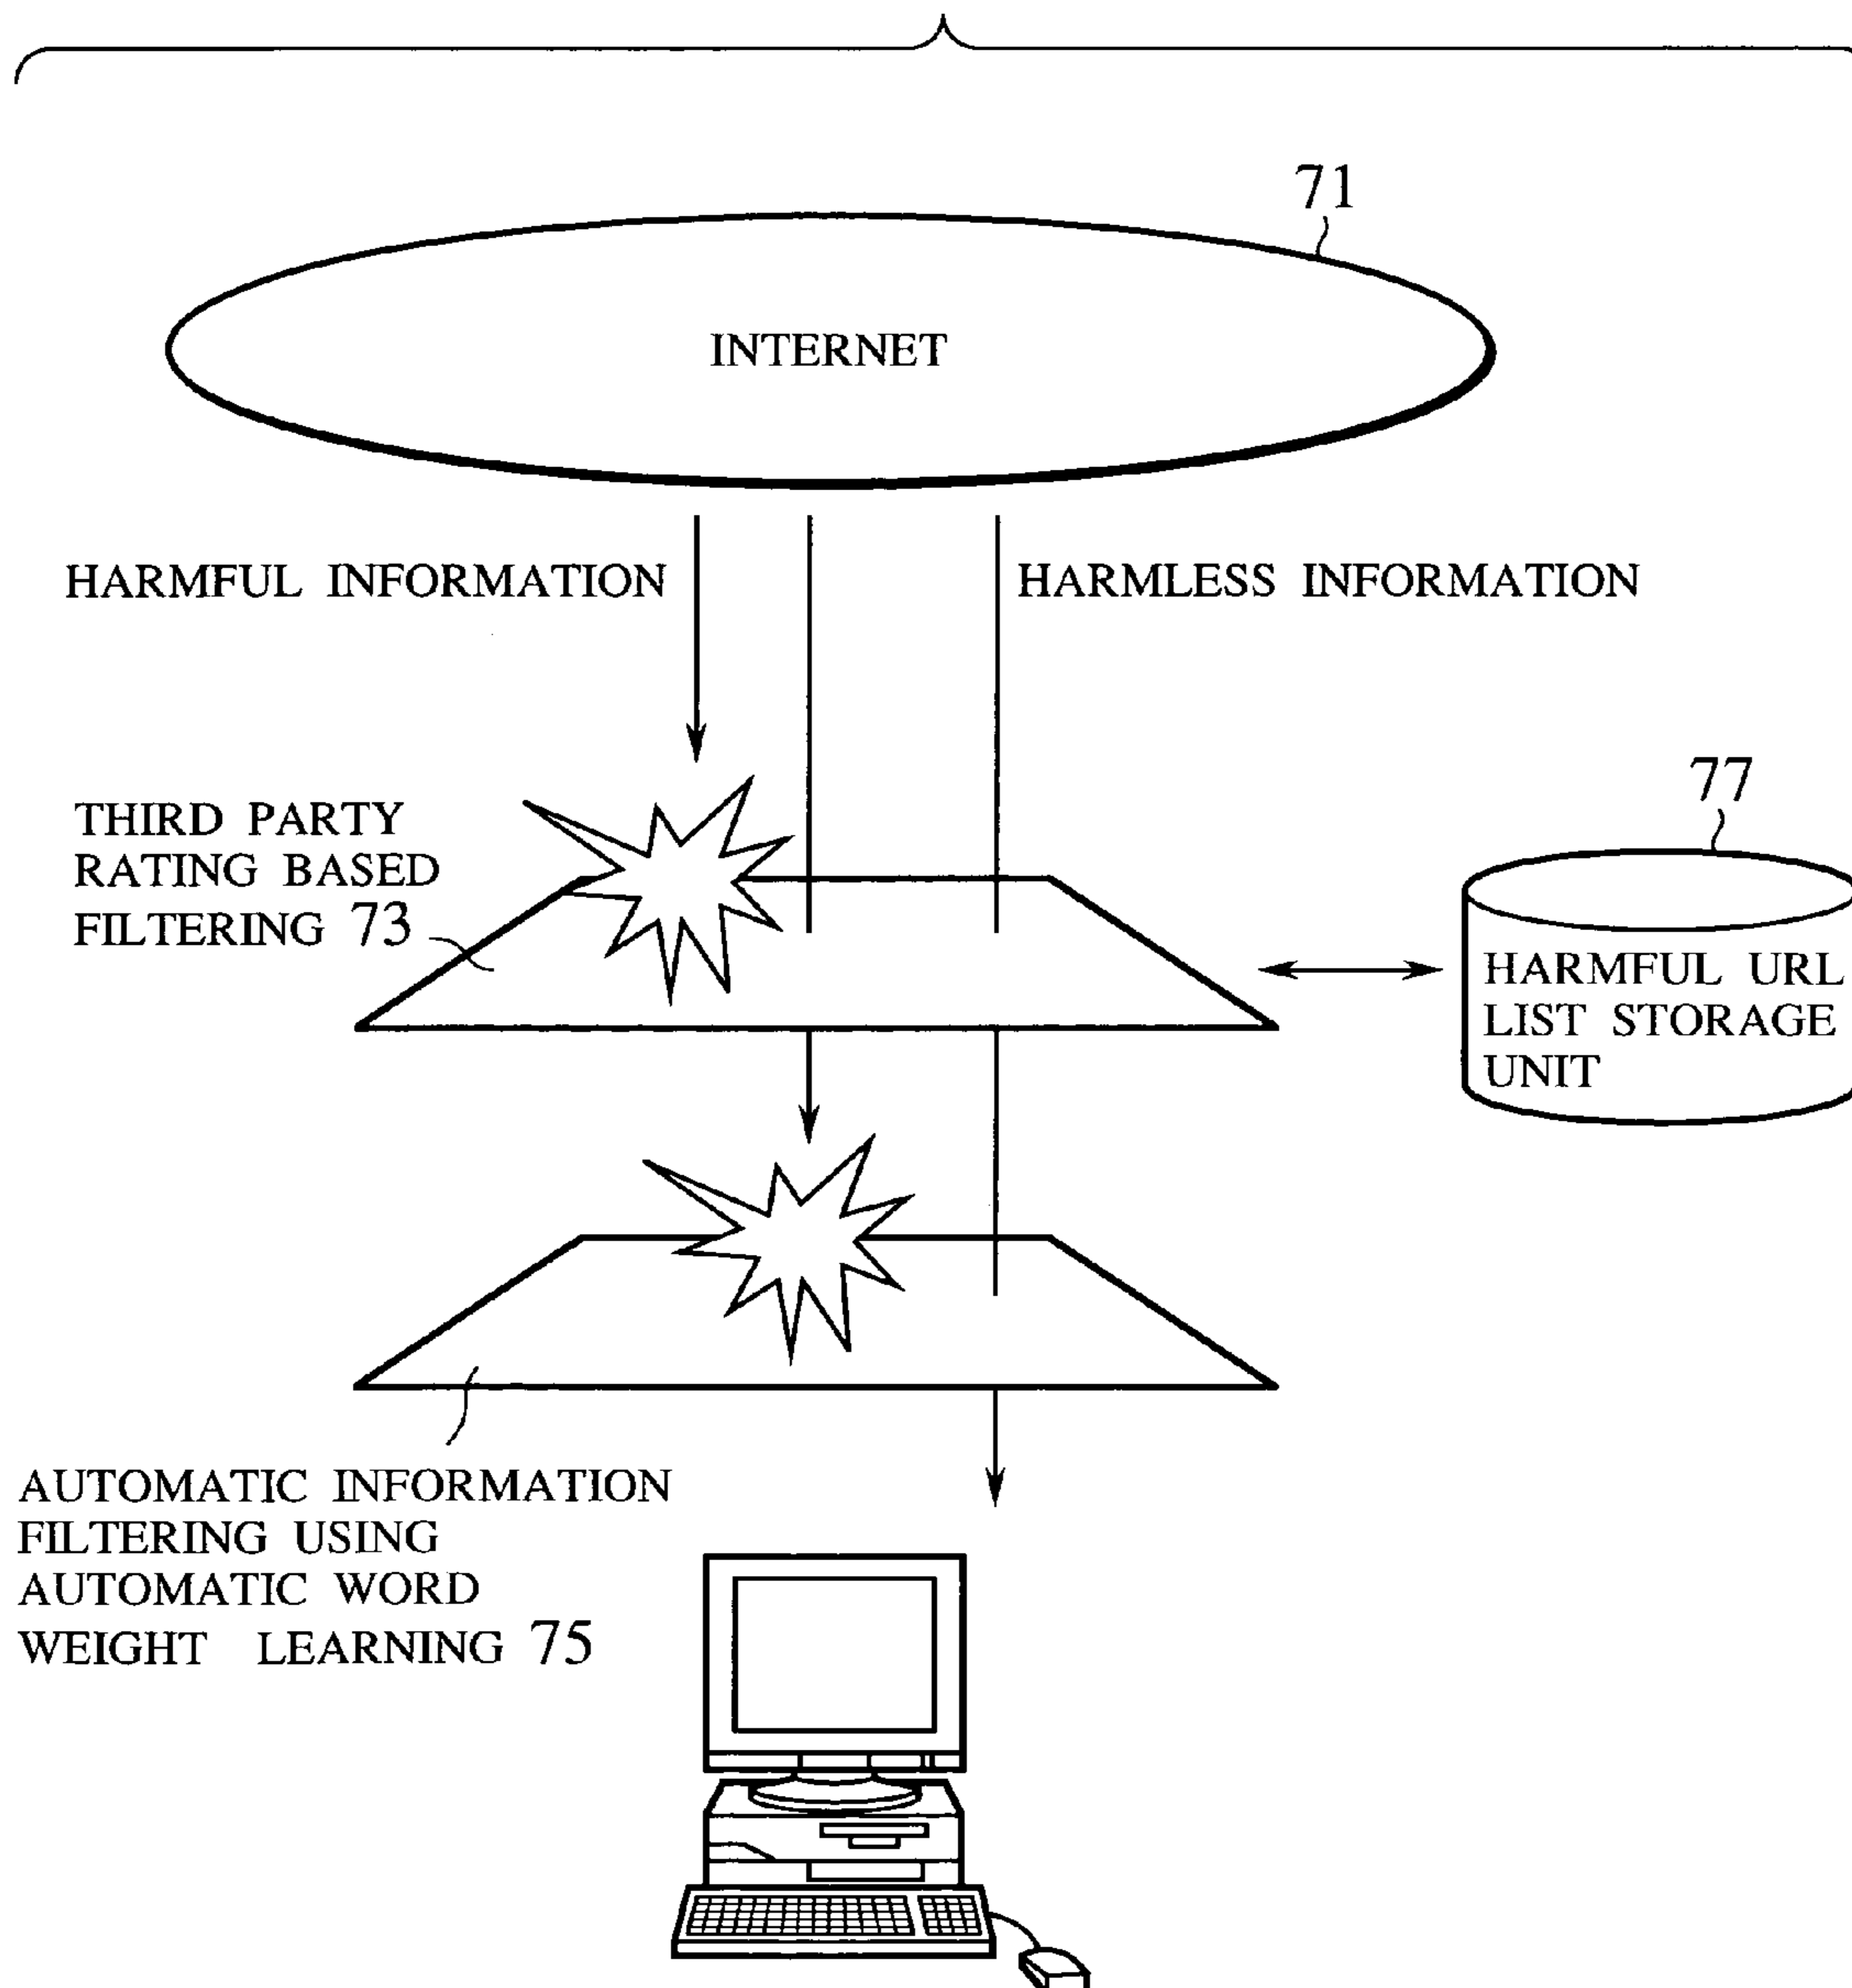 71
INTERNET
HARMFUL INFORMATION
HARMLESS INFORMATION
THIRD PARTY
RATING BASED
FILTERING 73
77
HARMFUL URL
LIST STORAGE
UNIT
AUTOMATIC INFORMATION
FILTERING USING
AUTOMATIC WORD
WEIGHT LEARNING 75